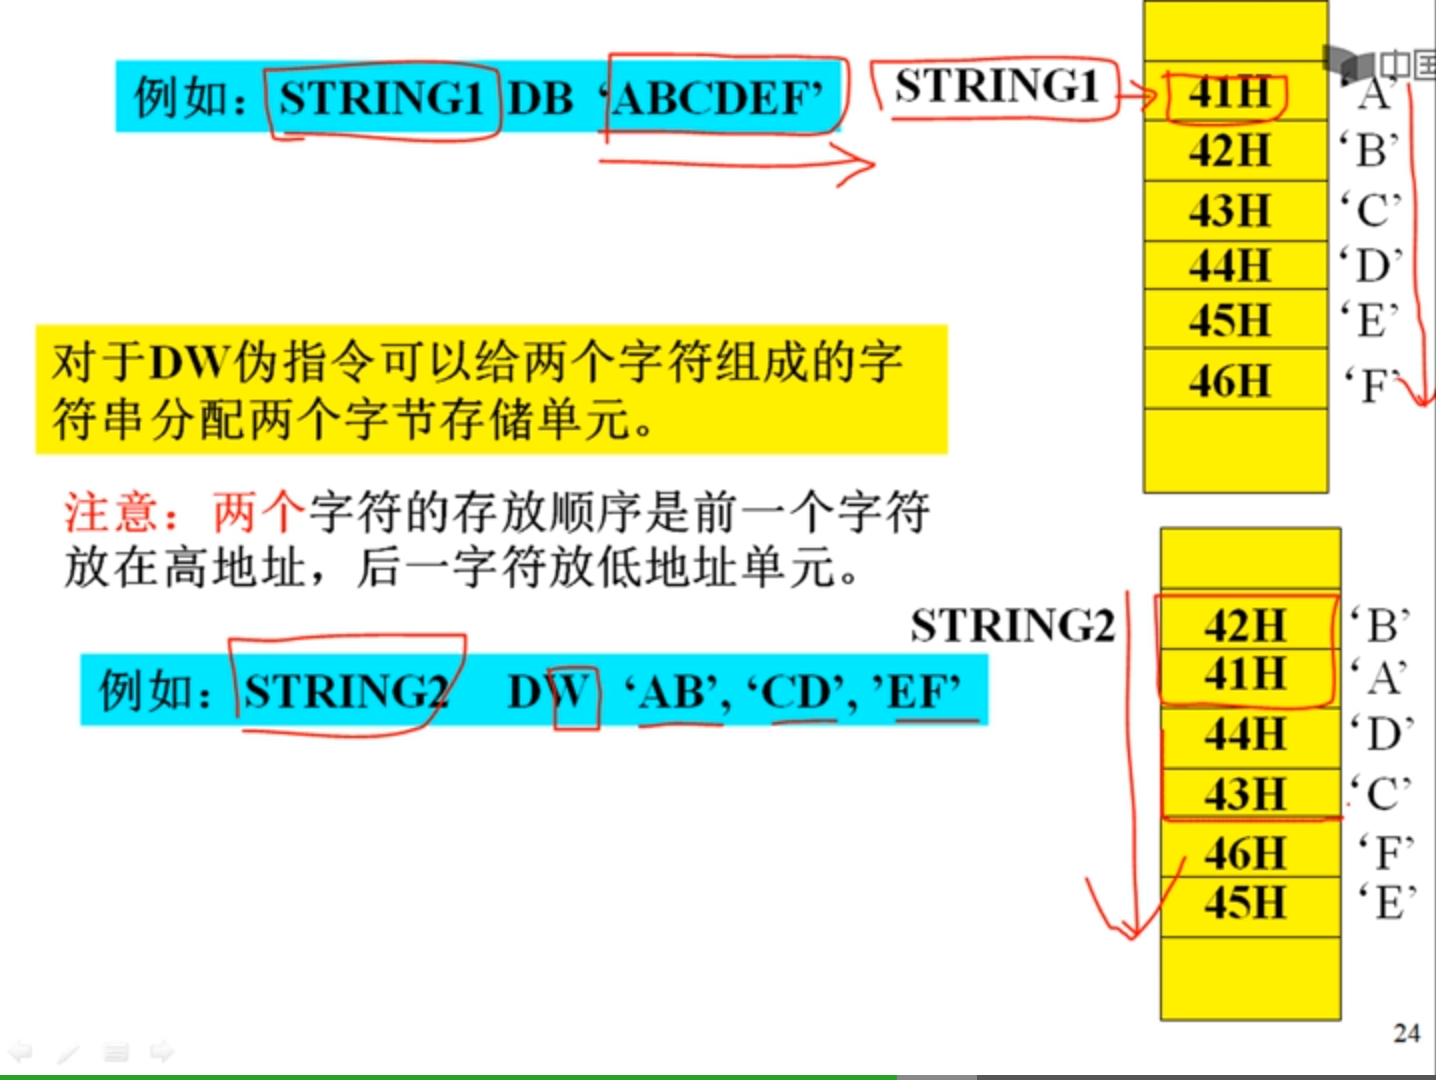 例如：STRING1 DB ‘ABCDEF’
STRING1
41H ‘A’
42H ‘B’
43H ‘C’
44H ‘D’
45H ‘E’
46H ‘F’
中国
对于DW伪指令可以给两个字符组成的字
符串分配两个字节存储单元。
注意：两个字符的存放顺序是前一个字符
放在高地址，后一字符放低地址单元。
例如：STRING2 DW ‘AB’, ‘CD’, ’EF’
STRING2
42H ‘B’
41H ‘A’
44H ‘D’
43H ‘C’
46H ‘F’
45H ‘E’
24